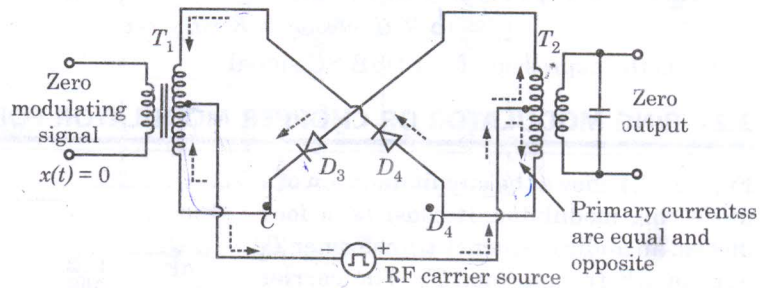 T1
T2
Zero
modulating
signal
x(t) = 0
Zero
output
D3
D4
C
D4
Primary currentss
are equal and
opposite
− +
RF carrier source